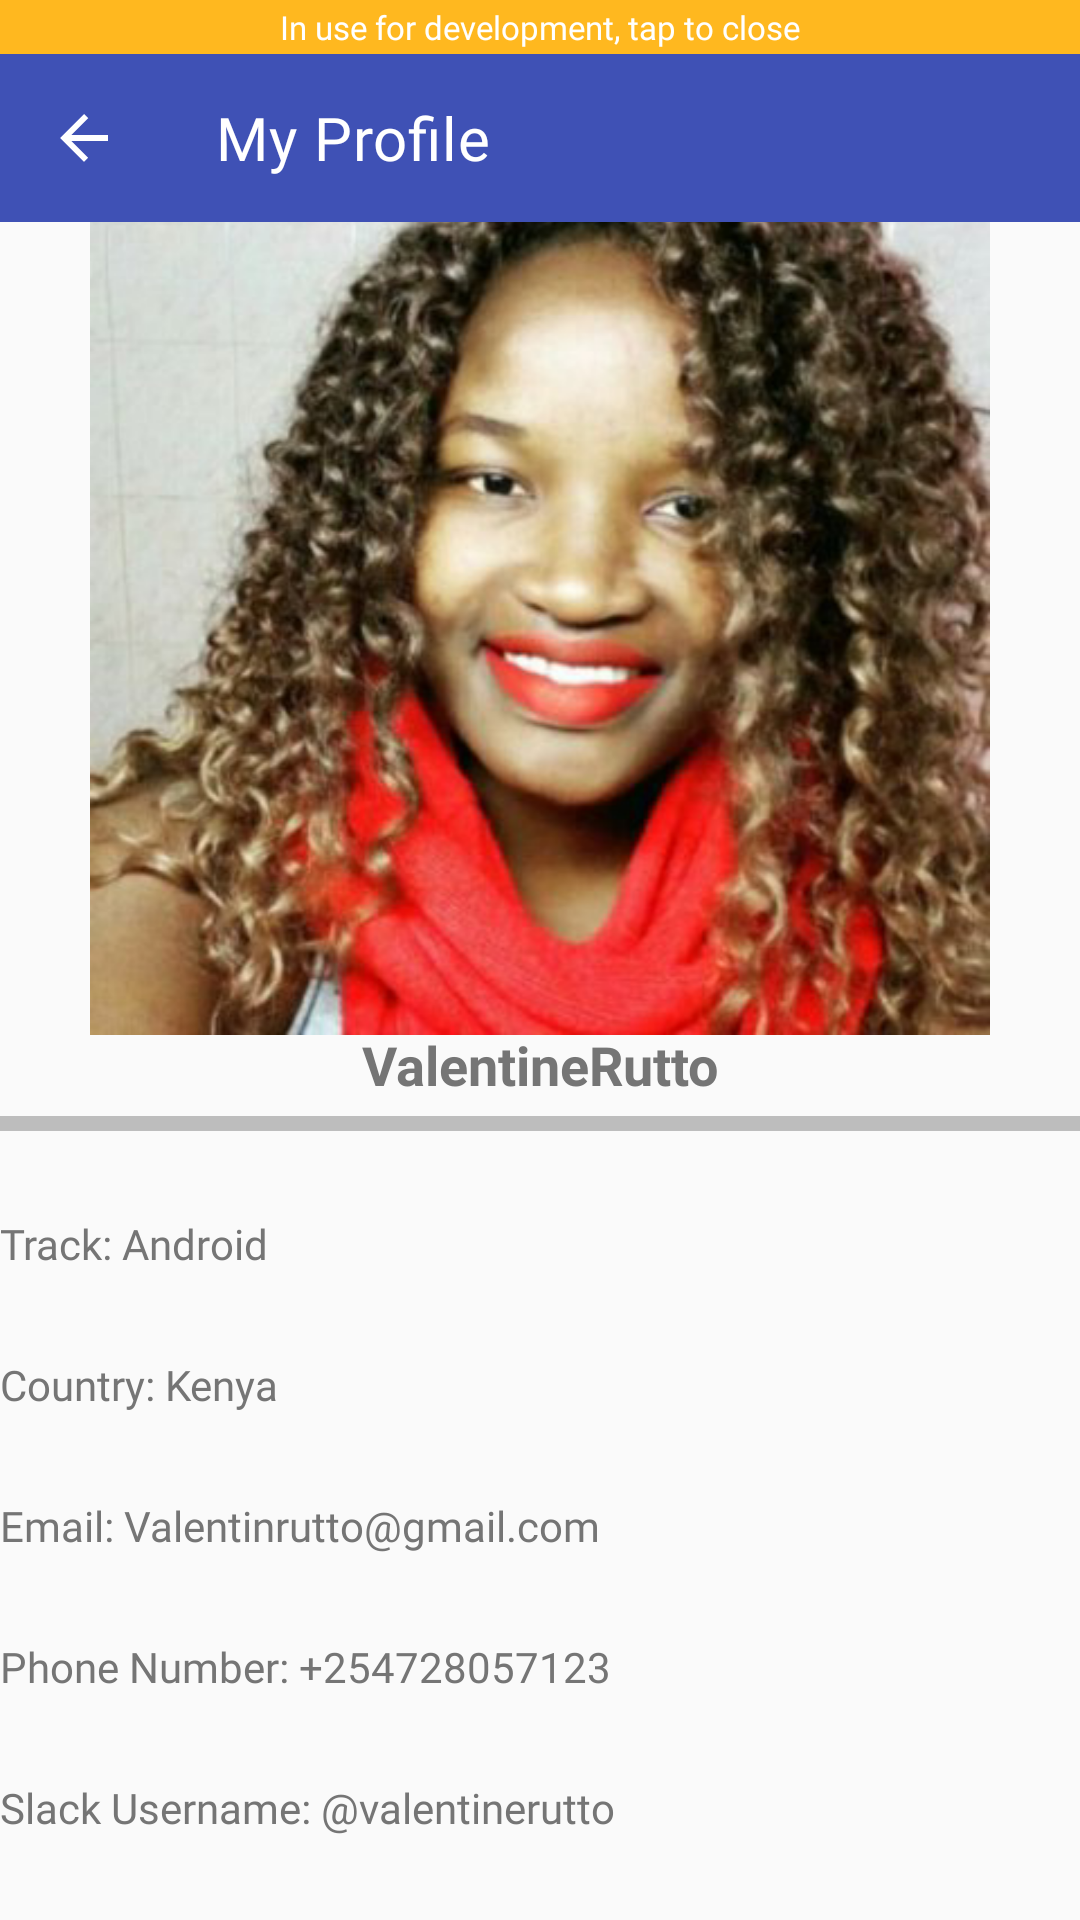 In use for development, tap to close
My Profile
ValentineRutto
Track: Android
Country: Kenya
Email: Valentinrutto@gmail.com
Phone Number: +254728057123
Slack Username: @valentinerutto